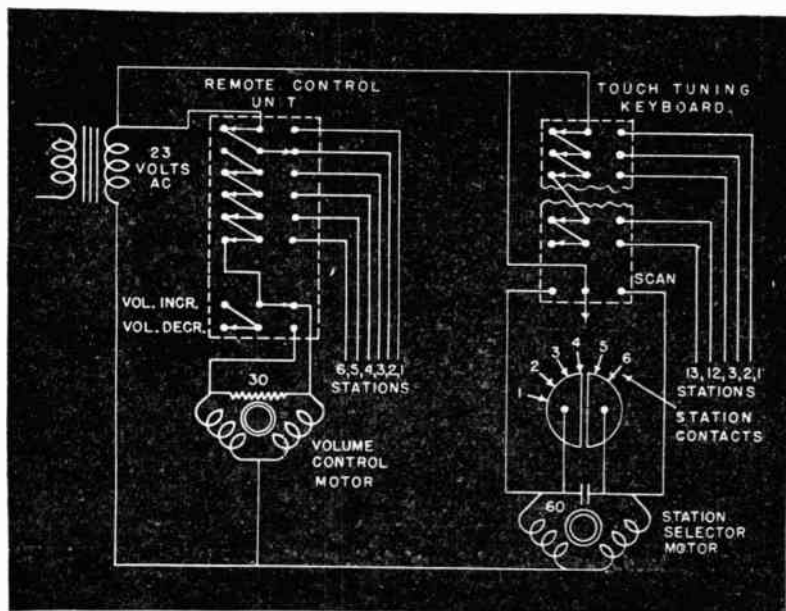 REMOTE CONTROL
UNIT
TOUCH TUNING
KEYBOARD.
23
VOLTS
AC
SCAN
VOL. INCR.
VOL. DECR.
6,5,4,3,2,1
STATIONS
13,12,3,2,1
STATIONS
1
2
3
4
5
6
STATION
CONTACTS
30
VOLUME
CONTROL
MOTOR
60
STATION
SELECTOR
MOTOR